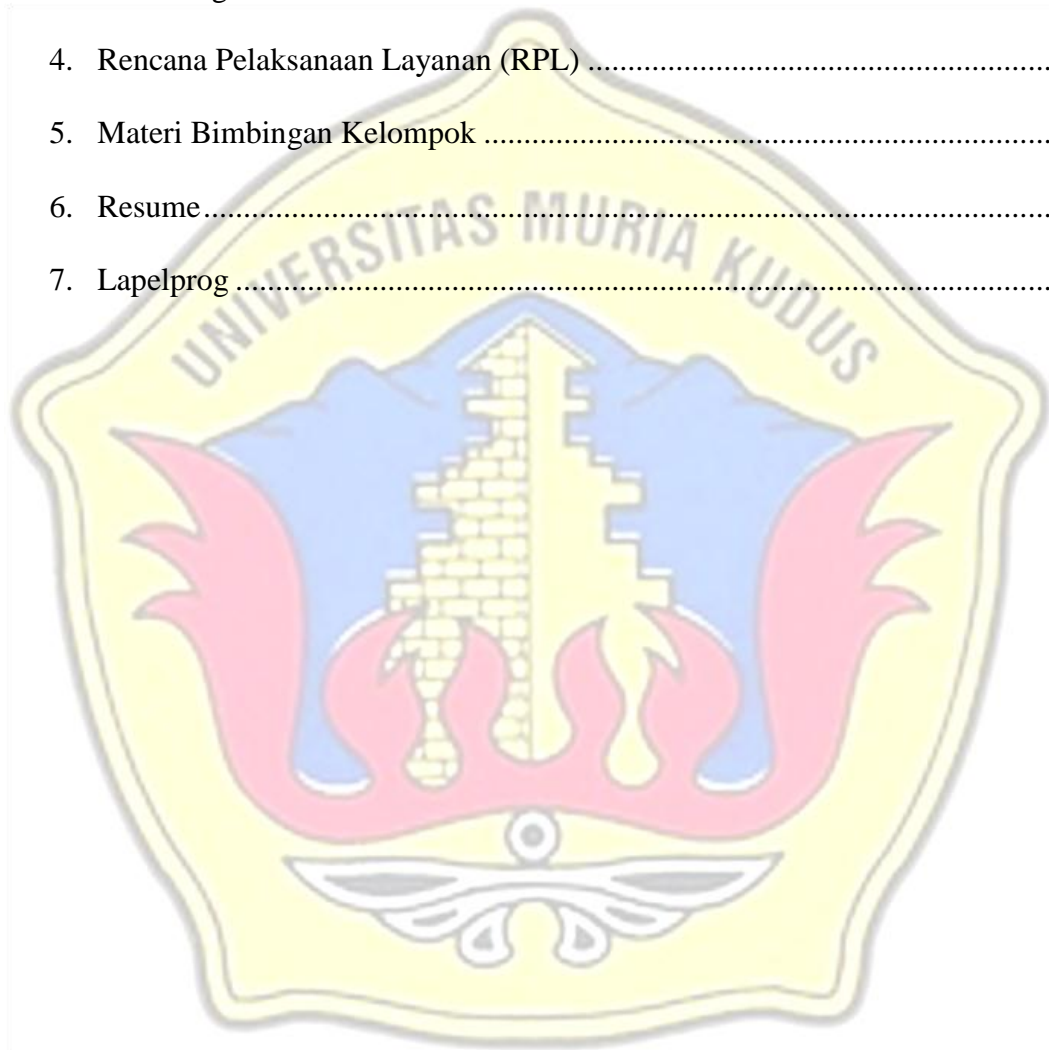 4. Rencana Pelaksanaan Layanan (RPL) ......................................................
5. Materi Bimbingan Kelompok ....................................................................
6. Resume ........................................................................................................
7. Lapelprog ...................................................................................................
UNIVERSITAS MURIA KUDUS